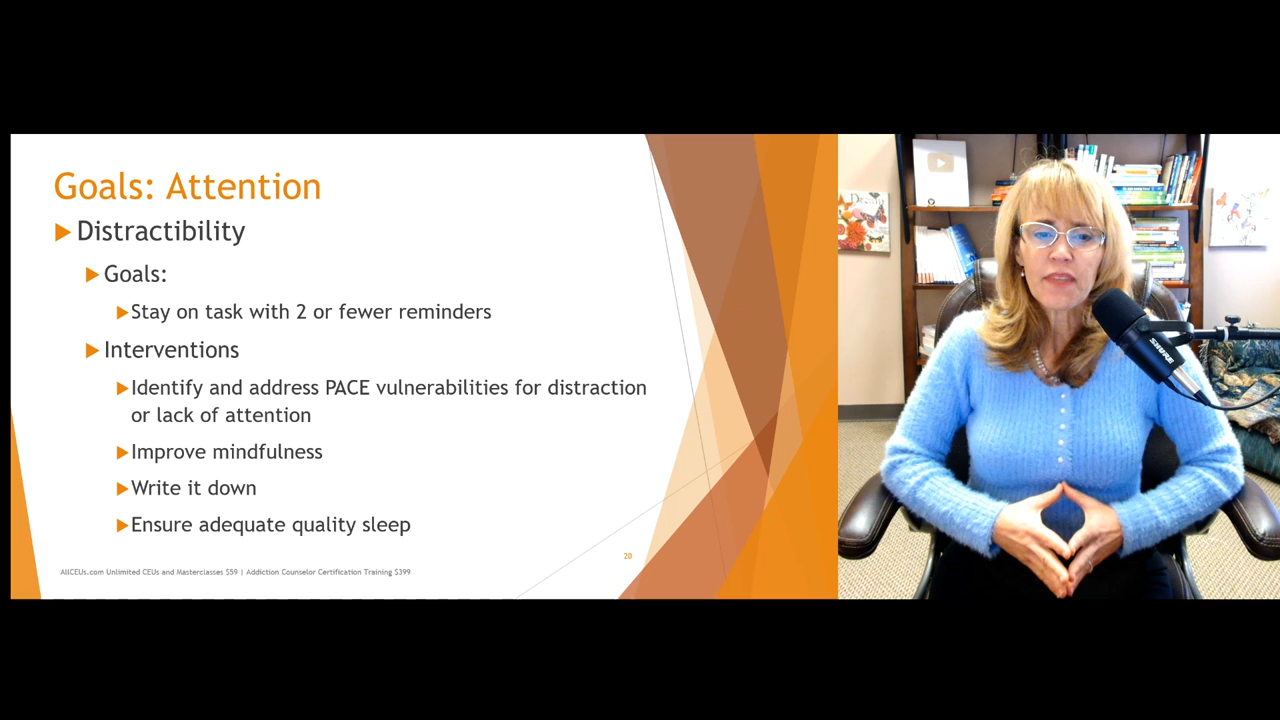 Goals: Attention
Distractibility
Goals:
Stay on task with 2 or fewer reminders
Interventions
Identify and address PACE vulnerabilities for distraction
or lack of attention
Improve mindfulness
Write it down
Ensure adequate quality sleep
20
AllCEUs.com Unlimited CEUs and Masterclasses $59 | Addiction Counselor Certification Training $399
Dream
SHURE